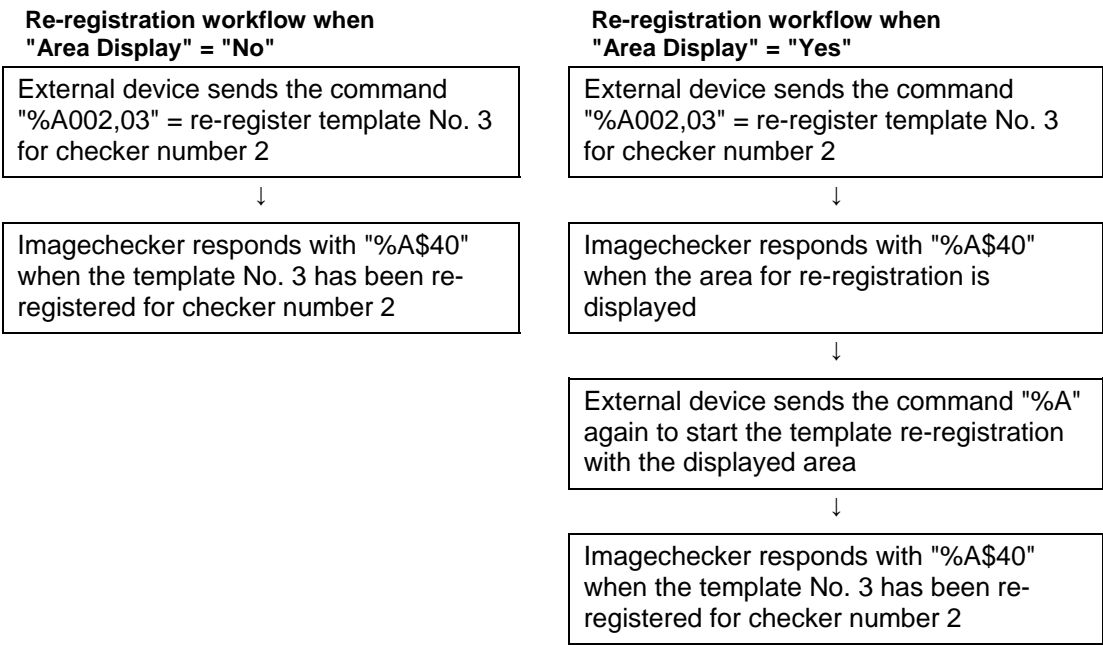 Re-registration workflow when
"Area Display" = "No"
External device sends the command
"%A002,03" = re-register template No. 3
for checker number 2
↓
Imagechecker responds with "%A$40"
when the template No. 3 has been re-
registered for checker number 2
Re-registration workflow when
"Area Display" = "Yes"
External device sends the command
"%A002,03" = re-register template No. 3
for checker number 2
↓
Imagechecker responds with "%A$40"
when the area for re-registration is
displayed
↓
External device sends the command "%A"
again to start the template re-registration
with the displayed area
↓
Imagechecker responds with "%A$40"
when the template No. 3 has been re-
registered for checker number 2